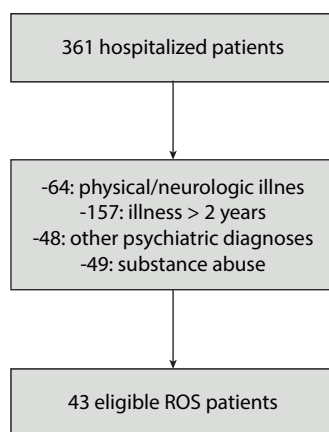 361 hospitalized patients
-64: physical/neurologic illnes
-157: illness > 2 years
-48: other psychiatric diagnoses
-49: substance abuse
43 eligible ROS patients